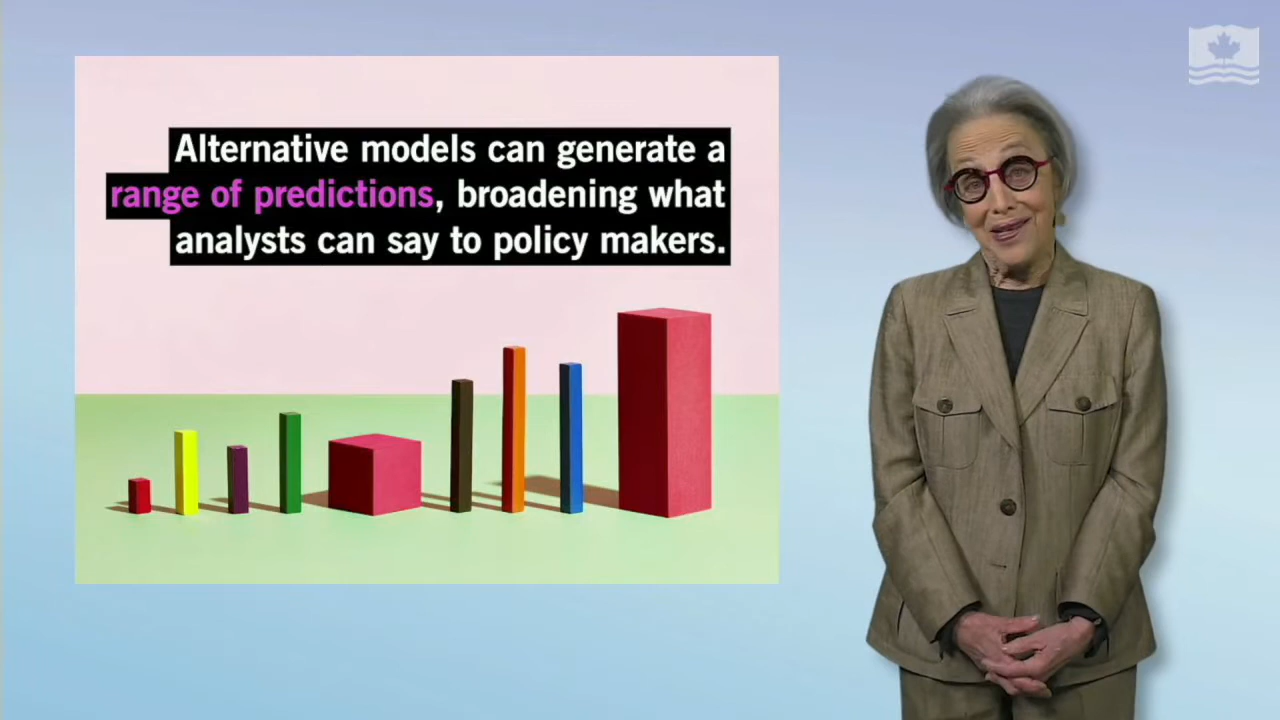 Alternative models can generate a
range of predictions, broadening what
analysts can say to policy makers.